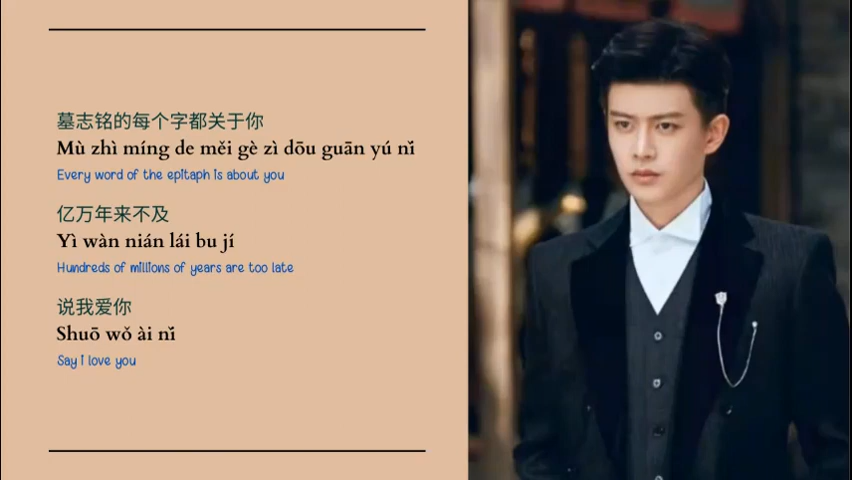 墓志铭的每个字都关于你
Mù zhì míng de měi gè zì dōu guān yú nǐ
Every word of the epitaph is about you
亿万年来不及
Yì wàn nián lái bu jí
Hundreds of millions of years are too late
说我爱你
Shuō wǒ ài nǐ
Say i love you